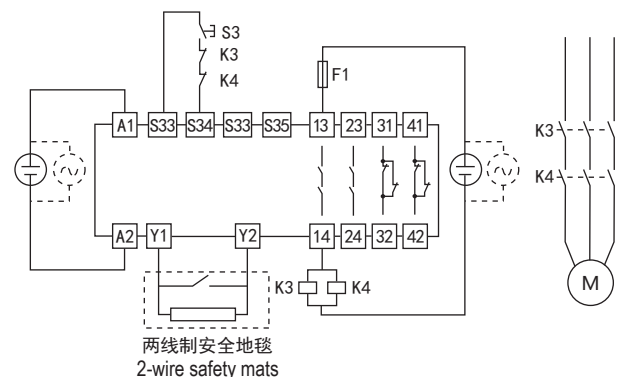 S3
K3
K4
F1
A1 S33 S34 S33 S35 13 23 31 41
K3
K4
A2 Y1 Y2 14 24 32 42
K3 K4
M
两线制安全地毯
2-wire safety mats